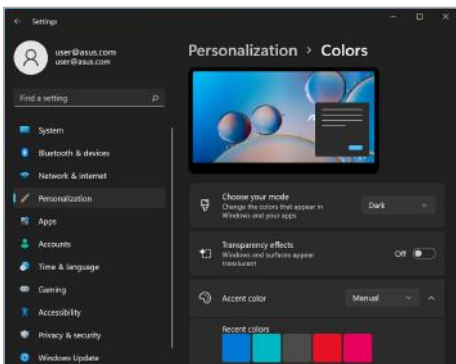 Settings
user@asus.com
user@asus.com
Find a setting
System
Bluetooth & devices
Network & internet
Personalization
Apps
Accounts
Time & language
Gaming
Accessibility
Privacy & security
Windows Update
Personalization > Colors
Choose your mode
Change the colors that appear in
Windows and your apps
Dark
Transparency effects
Windows and surfaces appear
translucent
Off
Accent color
Manual
Recent colors